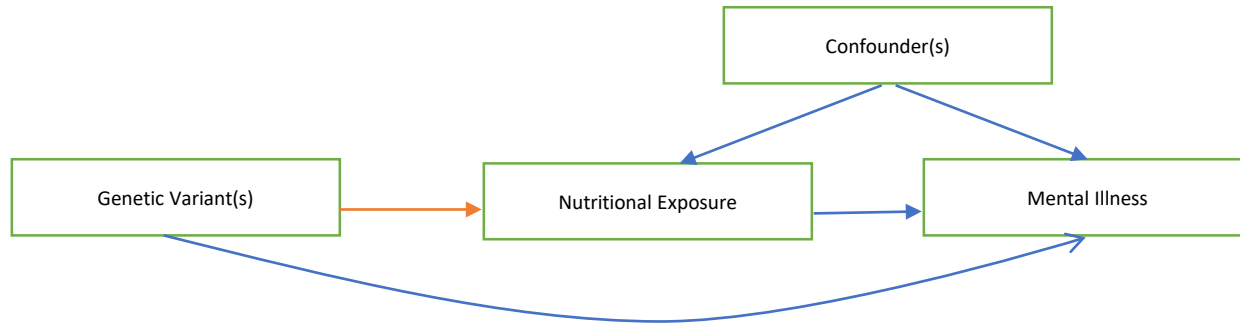 Confounder(s)
Genetic Variant(s)
Nutritional Exposure
Mental Illness